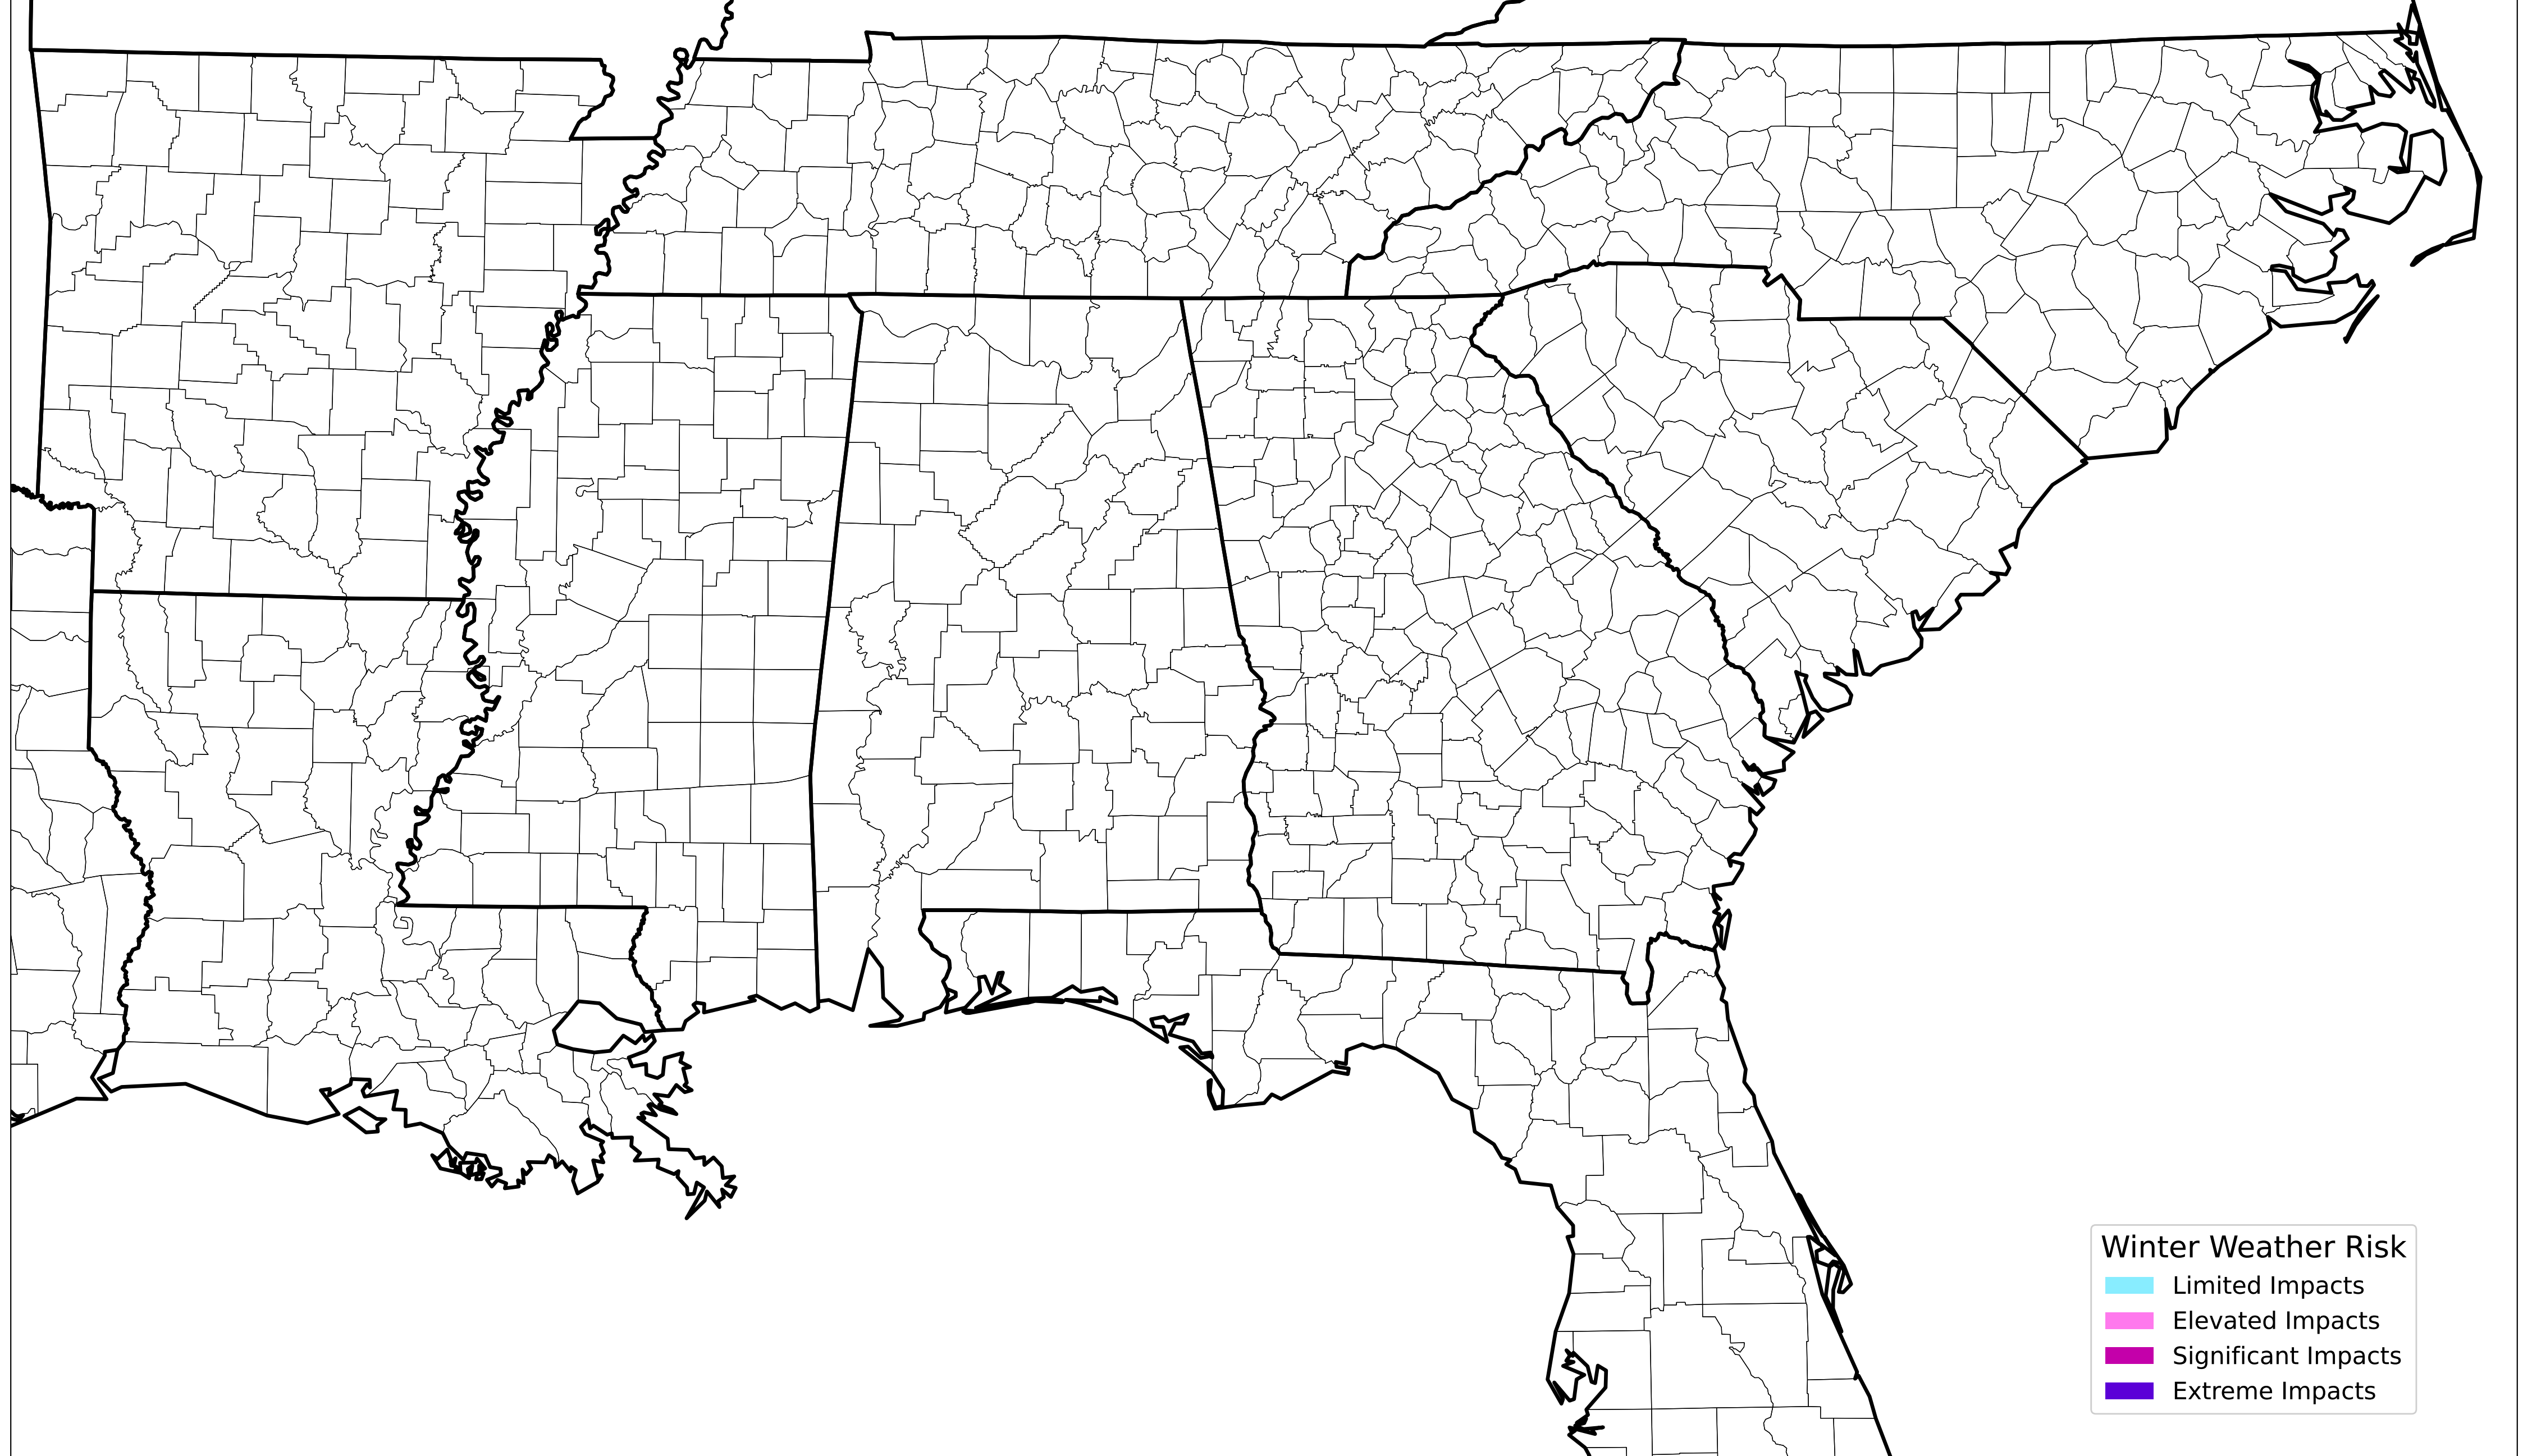 Winter Weather Risk
Limited Impacts
Elevated Impacts
Significant Impacts
Extreme Impacts